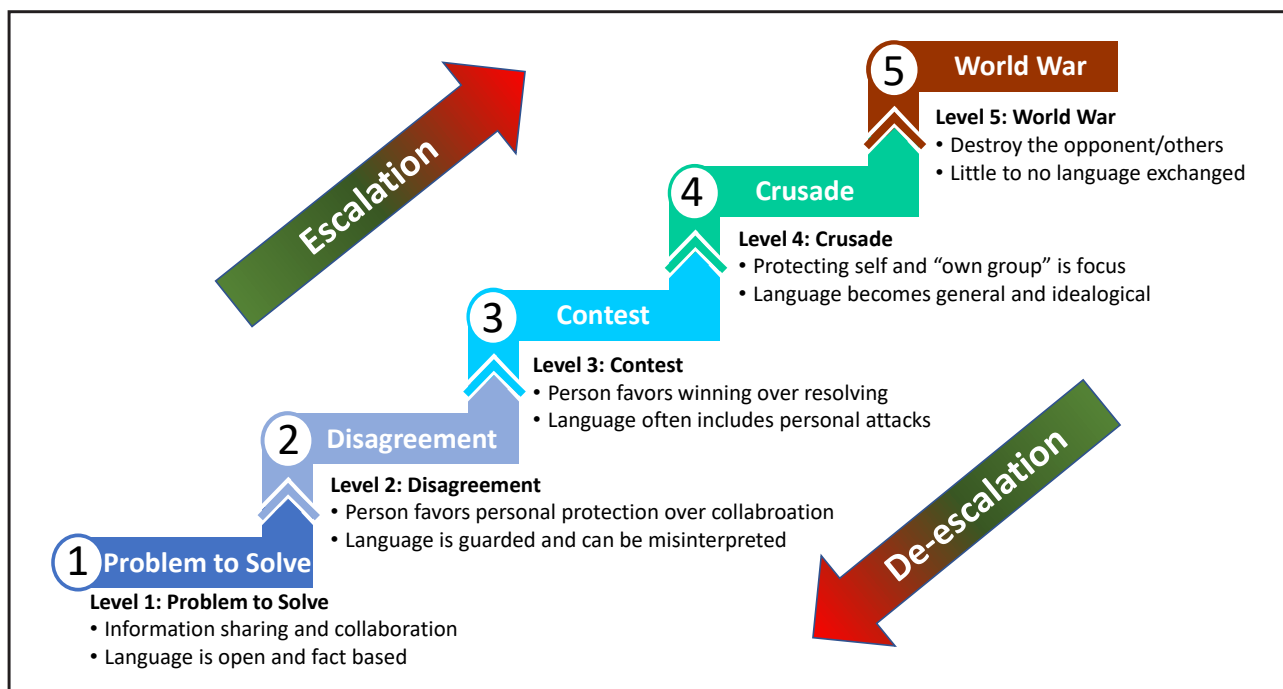 Escalation
5 World War
Level 5: World War
• Destroy the opponent/others
• Little to no language exchanged
4 Crusade
Level 4: Crusade
• Protecting self and “own group” is focus
• Language becomes general and idealogical
3 Contest
Level 3: Contest
• Person favors winning over resolving
• Language often includes personal attacks
2 Disagreement
Level 2: Disagreement
• Person favors personal protection over collabroation
• Language is guarded and can be misinterpreted
1 Problem to Solve
Level 1: Problem to Solve
• Information sharing and collaboration
• Language is open and fact based
De-escalation